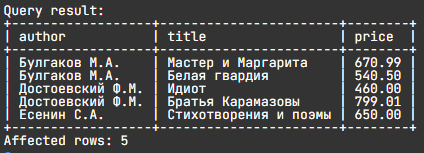 Query result:
+------------------+-----------------------+--------+
| author           | title                 | price  |
+------------------+-----------------------+--------+
| Булгаков М.А.    | Мастер и Маргарита    | 670.99 |
| Булгаков М.А.    | Белая гвардия         | 540.50 |
| Достоевский Ф.М. | Идиот                 | 460.00 |
| Достоевский Ф.М. | Братья Карамазовы     | 799.01 |
| Есенин С.А.      | Стихотворения и поэмы | 650.00 |
+------------------+-----------------------+--------+
Affected rows: 5